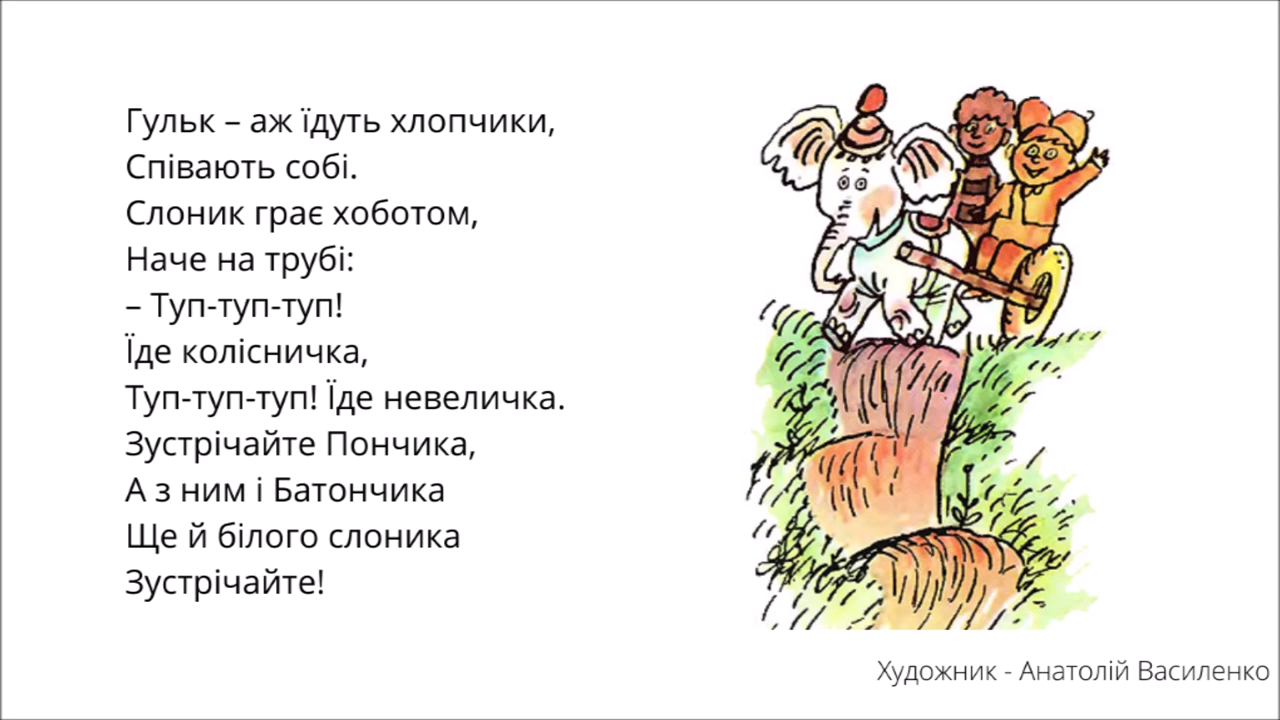 Гульк – аж їдуть хлопчики,
Співають собі.
Слоник грає хоботом,
Наче на трубі:
– Туп-туп-туп!
Їде колісничка,
Туп-туп-туп! Їде невеличка.
Зустрічайте Пончика,
А з ним і Батончика
Ще й білого слоника
Зустрічайте!
Художник - Анатолій Василенко